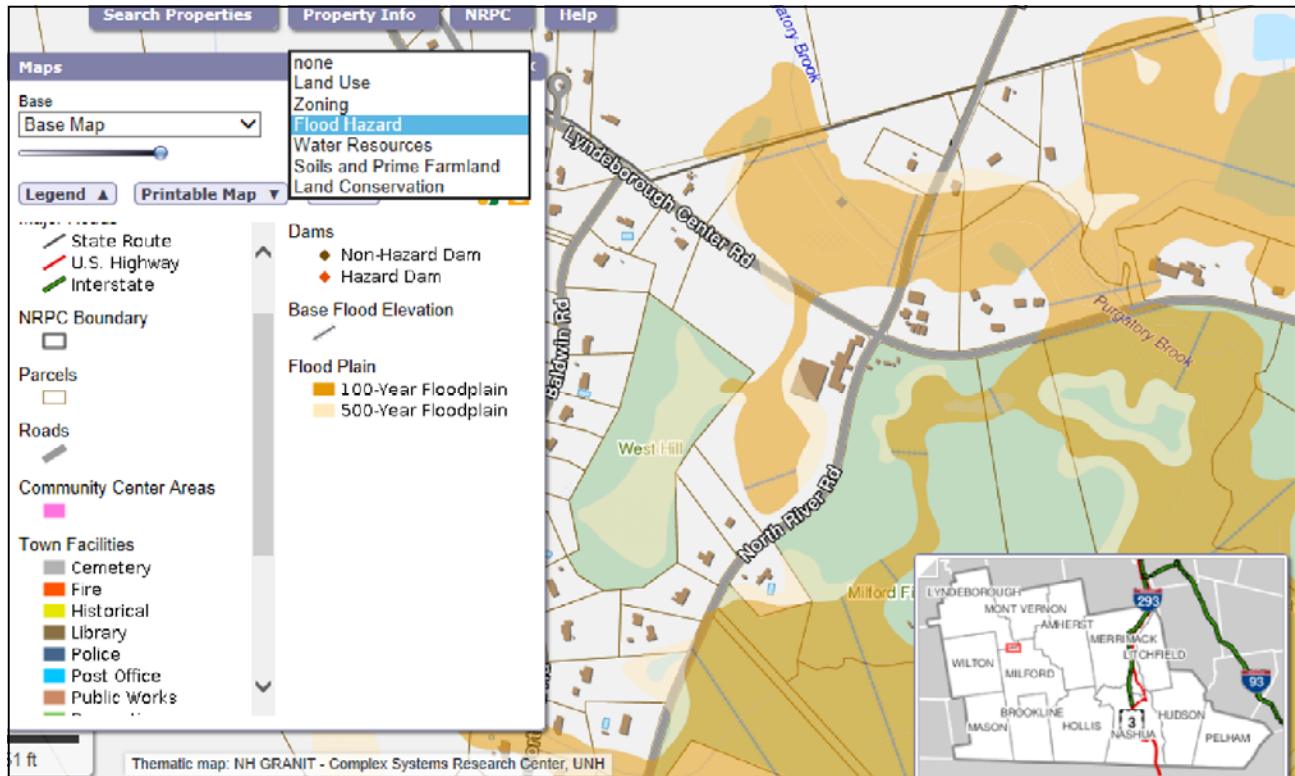 Search Properties
Property Info
NRPC
Help
Maps
none
Land Use
Zoning
Flood Hazard
Water Resources
Soils and Prime Farmland
Land Conservation
Base
Base Map
Legend ▲
Printable Map ▼
State Route
U.S. Highway
Interstate
NRPC Boundary
Parcels
Roads
Community Center Areas
Town Facilities
Cemetery
Fire
Historical
Library
Police
Post Office
Public Works
Dams
Non-Hazard Dam
Hazard Dam
Base Flood Elevation
Flood Plain
100-Year Floodplain
500-Year Floodplain
Purgatory Brook
Lyndeborough Center Rd
Baldwin Rd
Purgatory Brook
West Hill
North River Rd
Milford
LYNDEBOROUGH
MONT VERNON
AMHERST
MERRIMACK
LITCHFIELD
WILTON
MILFORD
BROOKLINE
MASON
HOLLIS
NASHUA
HUDSON
PELHAM
293
93
3
ft
Thematic map: NH GRANIT - Complex Systems Research Center, UNH